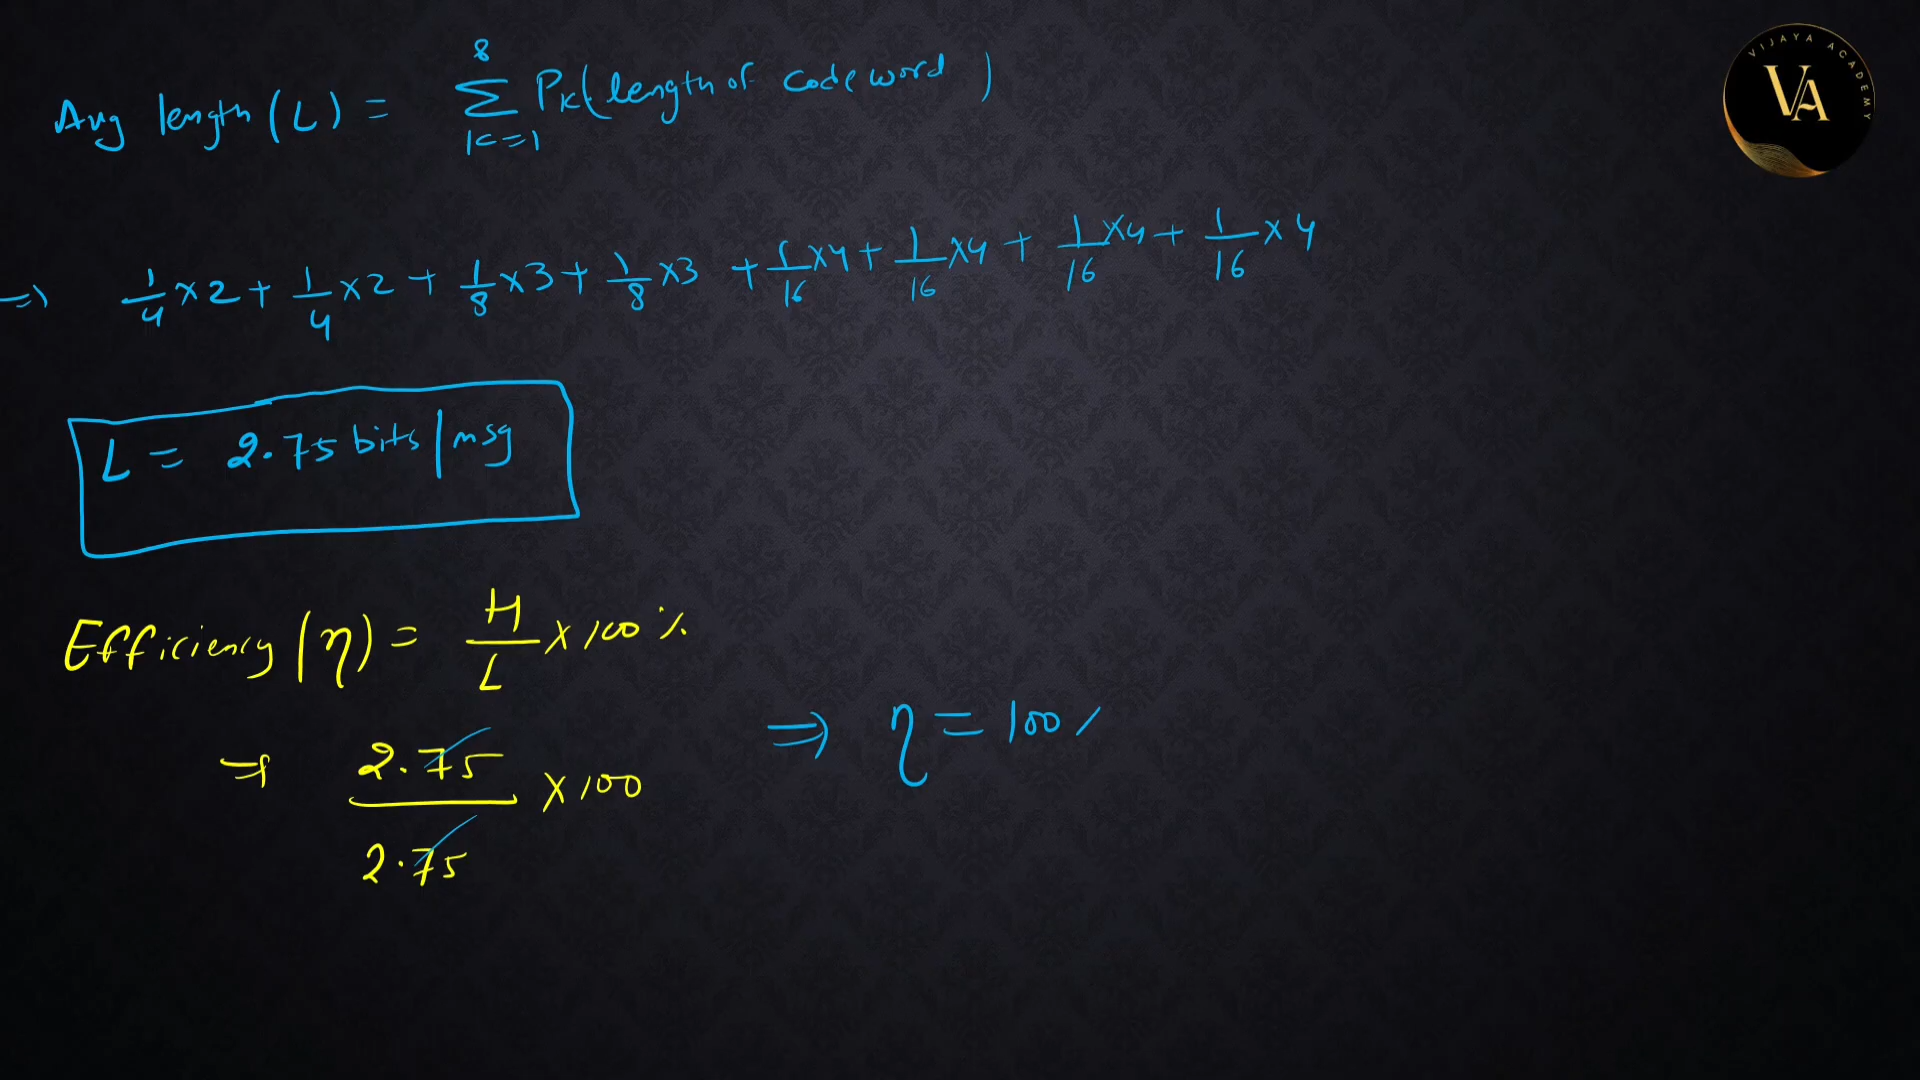 Avg length (L) = 8 Σ k=1 Pk(length of code word)
=> 1/4 x 2 + 1/4 x 2 + 1/8 x 3 + 1/8 x 3 + 1/16 x 4 + 1/16 x 4 + 1/16 x 4 + 1/16 x 4
L = 2.75 bits/msg
Efficiency (η) = H/L x 100 %
=> 2.75/2.75 x 100 => η = 100 /
VIJAYA ACADEMY
VA